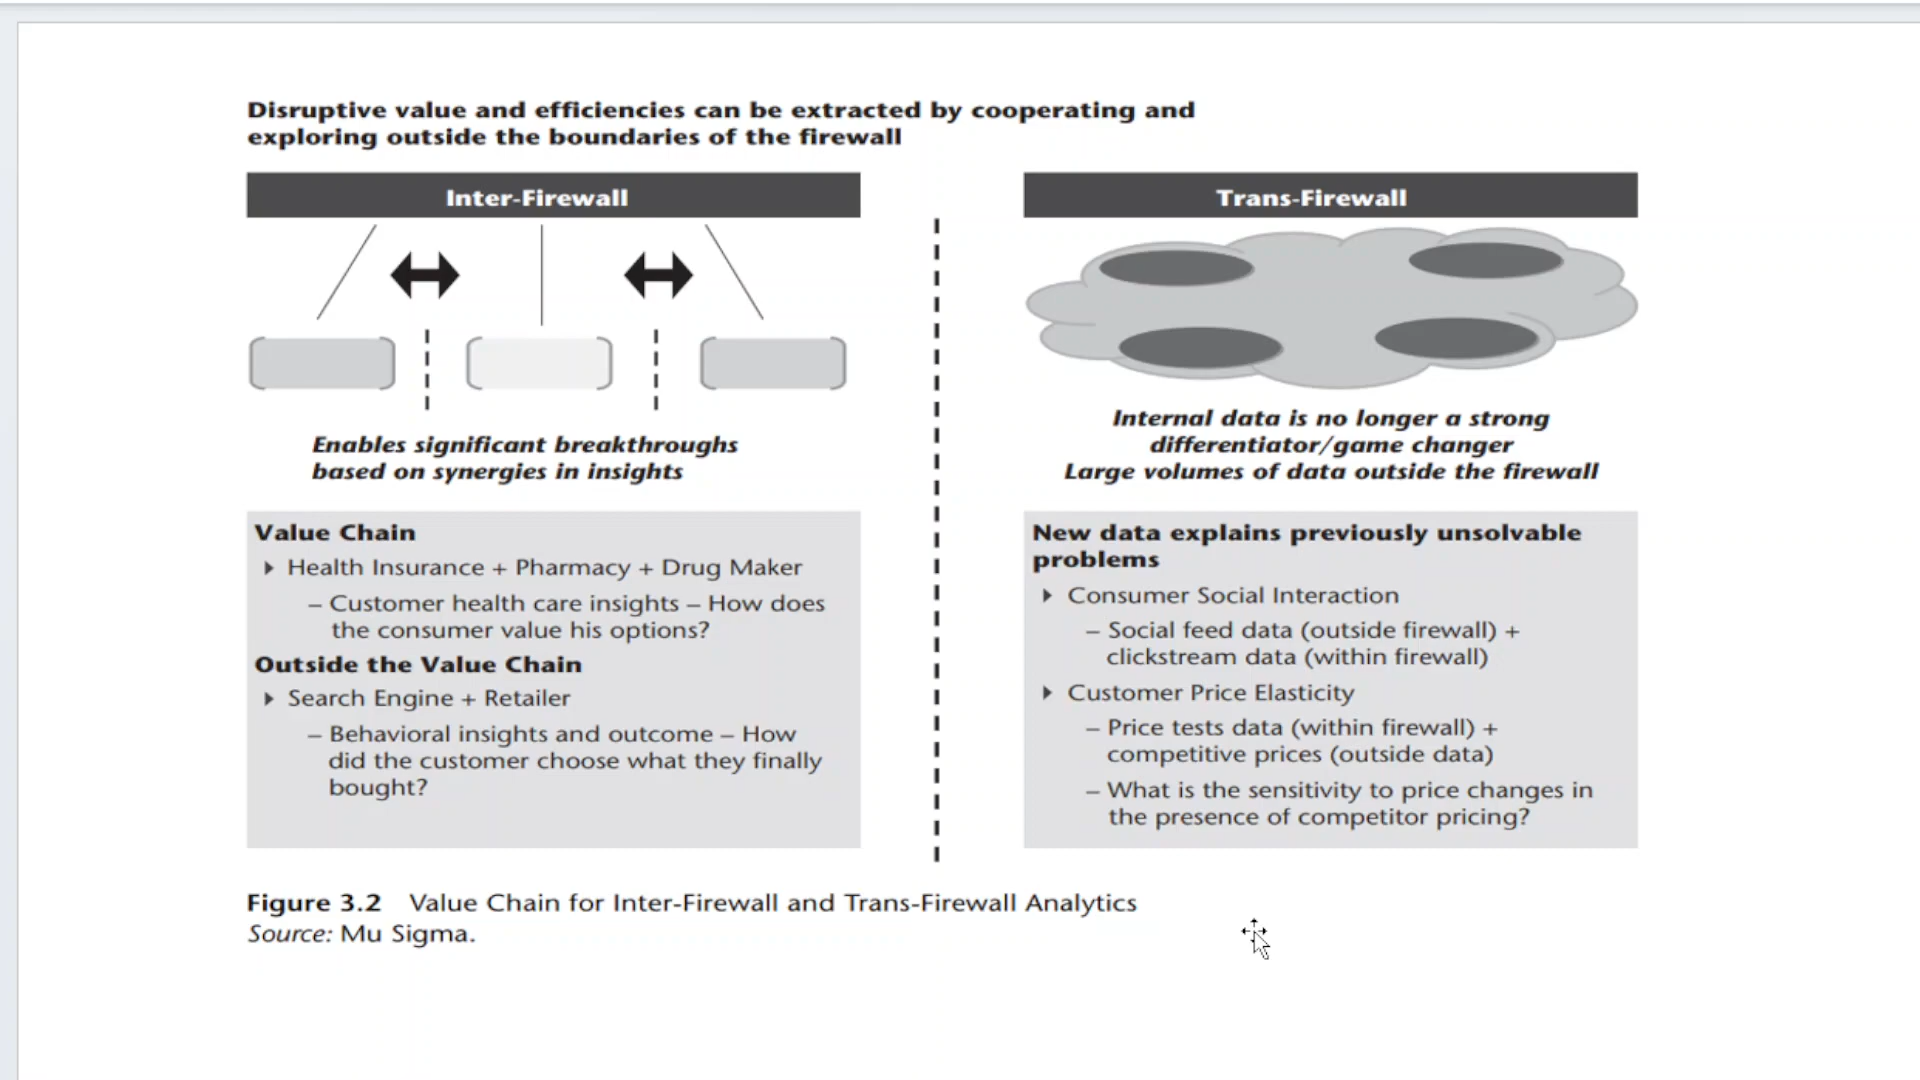 Disruptive value and efficiencies can be extracted by cooperating and
exploring outside the boundaries of the firewall
Inter-Firewall
Enables significant breakthroughs
based on synergies in insights
Value Chain
Health Insurance + Pharmacy + Drug Maker
– Customer health care insights – How does
the consumer value his options?
Outside the Value Chain
Search Engine + Retailer
– Behavioral insights and outcome – How
did the customer choose what they finally
bought?
Trans-Firewall
Internal data is no longer a strong
differentiator/game changer
Large volumes of data outside the firewall
New data explains previously unsolvable
problems
Consumer Social Interaction
– Social feed data (outside firewall) +
clickstream data (within firewall)
Customer Price Elasticity
– Price tests data (within firewall) +
competitive prices (outside data)
– What is the sensitivity to price changes in
the presence of competitor pricing?
Figure 3.2 Value Chain for Inter-Firewall and Trans-Firewall Analytics
Source: Mu Sigma.